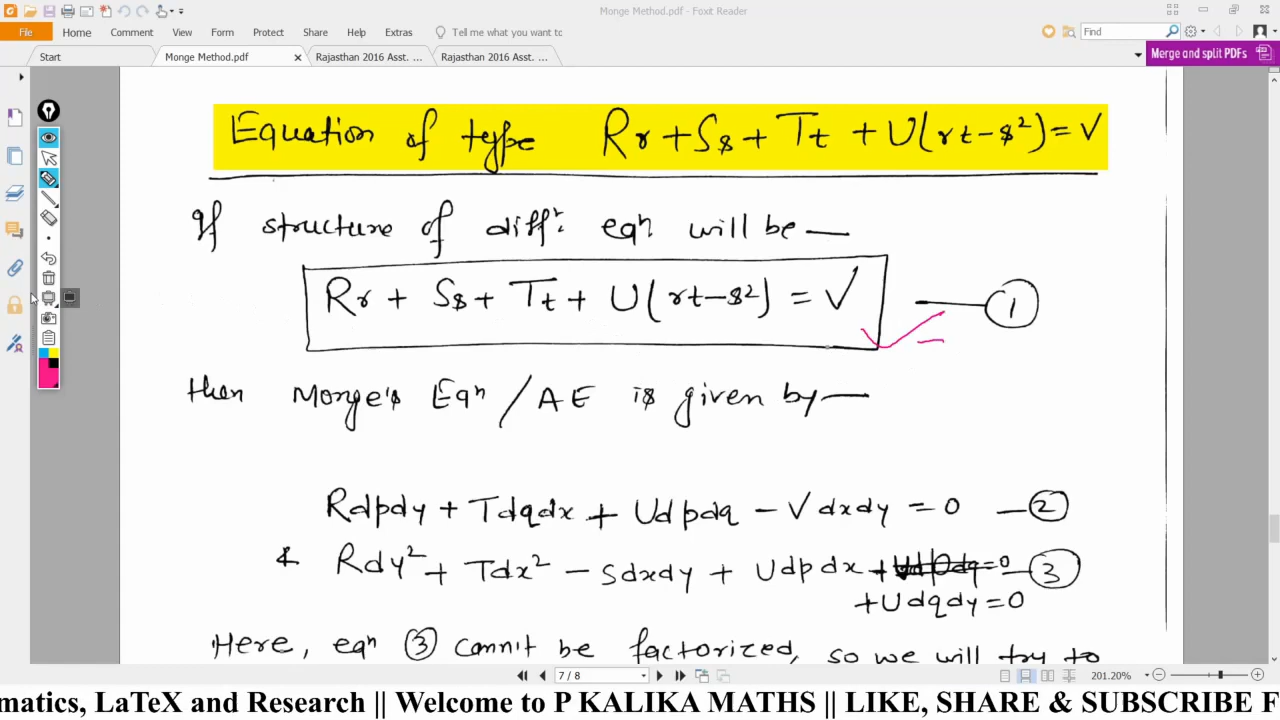 Monge Method.pdf - Foxit Reader
File Home Comment View Form Protect Share Help Extras Tell me what you want tc Find
Start Monge Method.pdf Rajasthan 2016 Asst. ... Rajasthan 2016 Asst. ... Merge and split PDFs
Equation of type Rr + Ss + Tt + U(rt-s²) = V
If structure of diffⁿ. eqⁿ. will be —
Rr + Ss + Tt + U(rt-s²) = V — ①
then Monge's Eqⁿ / AE is given by —
Rdpdy + Tdqdx + Udpdq - Vdxdy = 0 — ②
& Rdy² + Tdx² - Sdxdy + Udpdx — ③
+Udqdy = 0
Here, eqⁿ ③ cann't be factorized, so we will try to
7 / 8 201.20%
matics, LaTeX and Research || Welcome to P KALIKA MATHS || LIKE, SHARE & SUBSCRIBE F